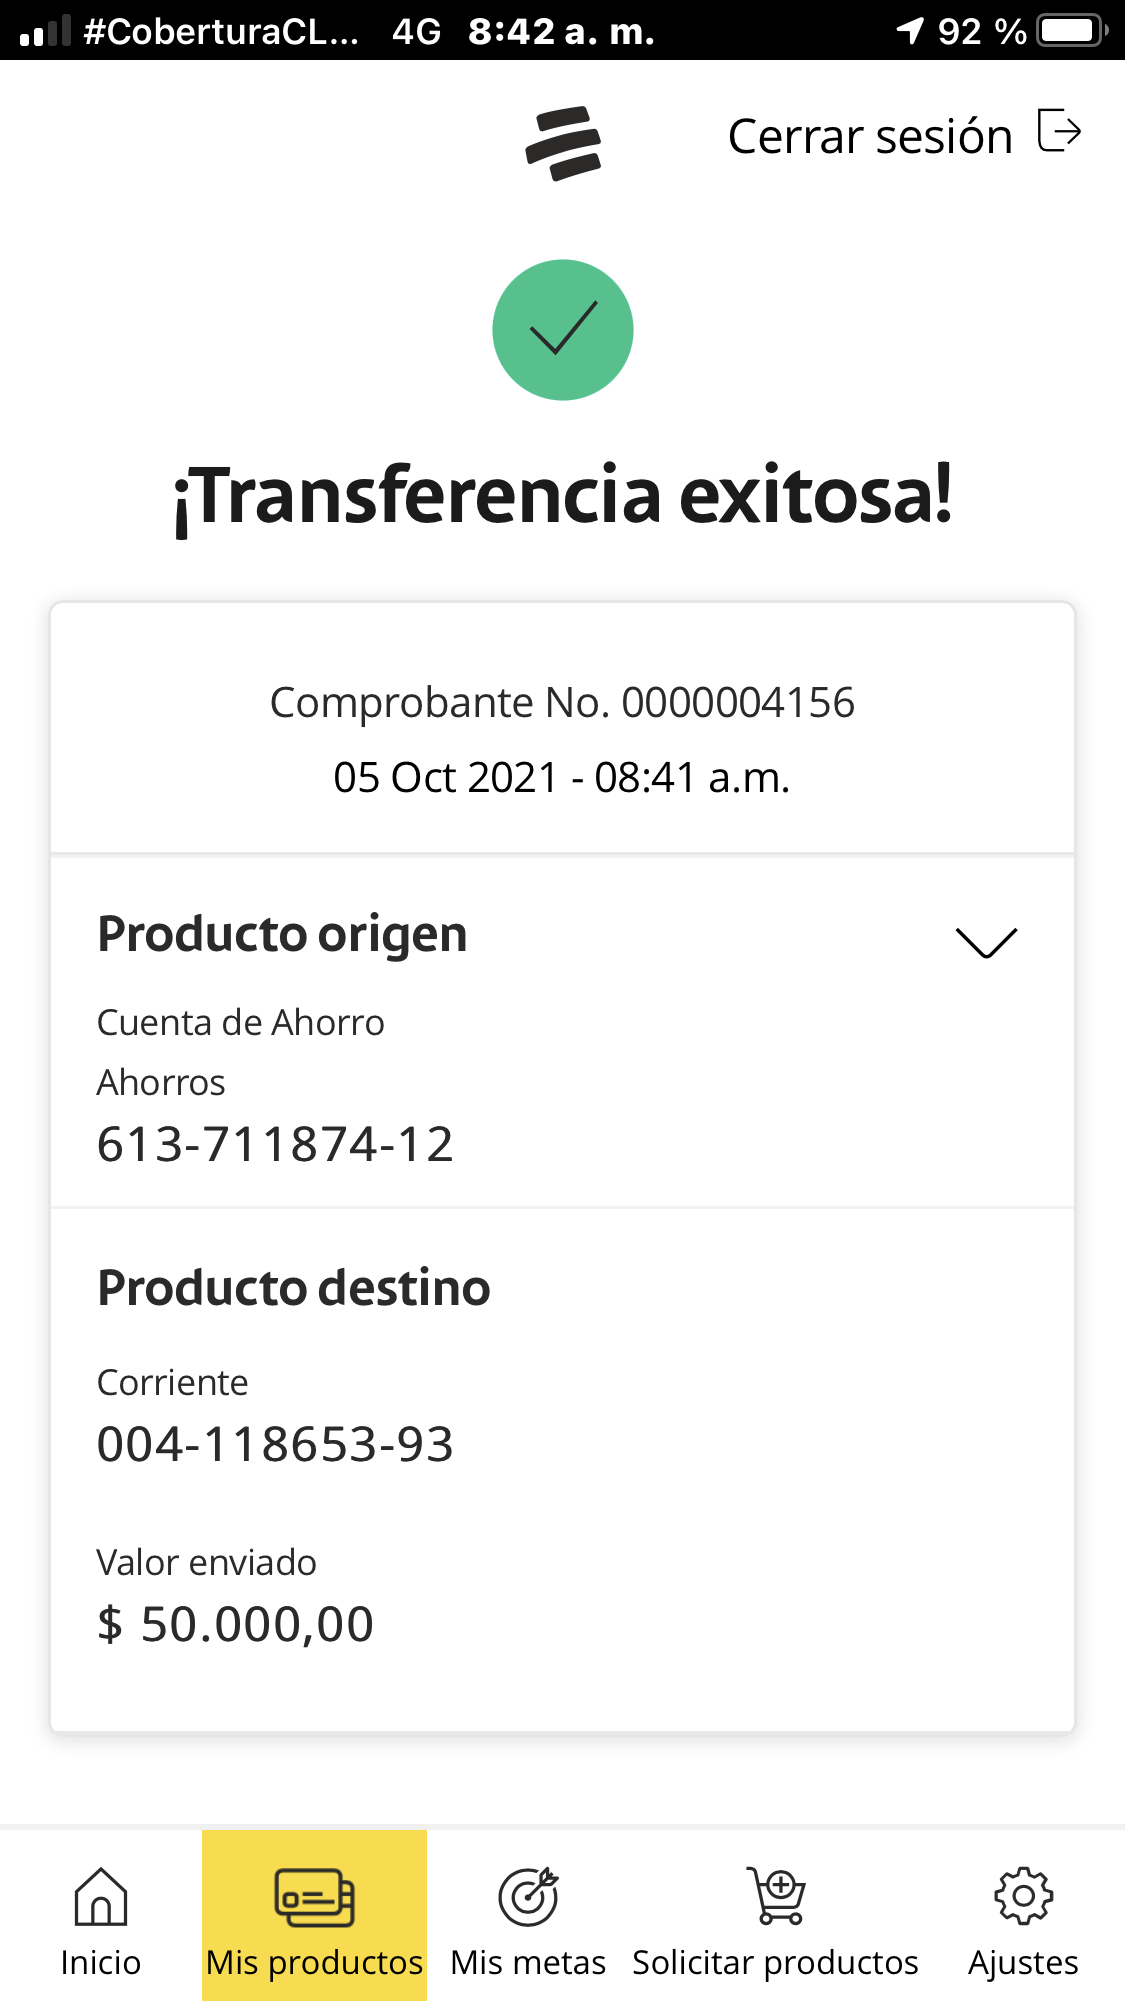 #CoberturaCL... 4G 8:42 a. m. 92 %
Cerrar sesión
¡Transferencia exitosa!
Comprobante No. 0000004156
05 Oct 2021 - 08:41 a.m.
Producto origen
Cuenta de Ahorro
Ahorros
613-711874-12
Producto destino
Corriente
004-118653-93
Valor enviado
$ 50.000,00
Inicio Mis productos Mis metas Solicitar productos Ajustes